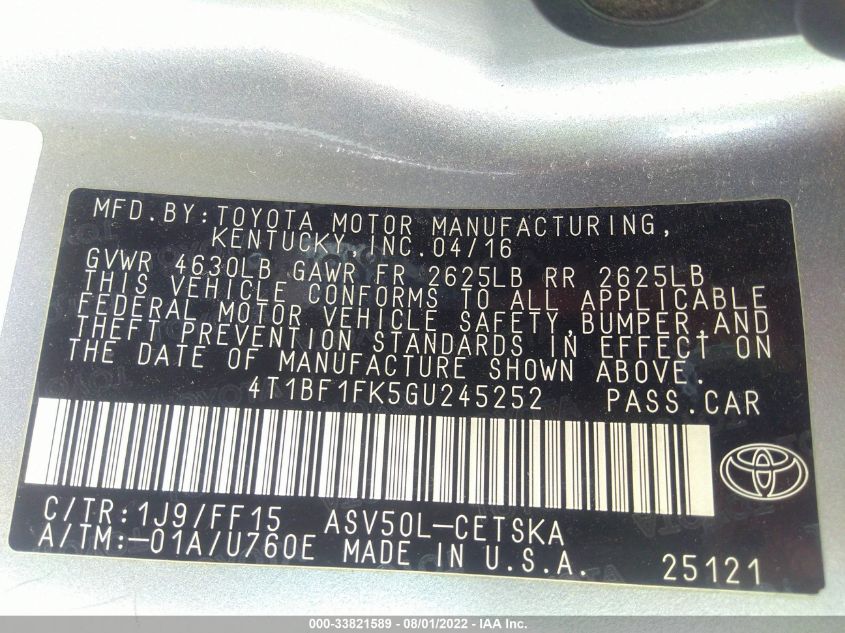 MFD.BY:TOYOTA MOTOR MANUFACTURING,
KENTUCKY,INC.04/16
GVWR 4630LB GAWR FR 2625LB RR 2625LB
THIS VEHICLE CONFORMS TO ALL APPLICABLE
FEDERAL MOTOR VEHICLE SAFETY,BUMPER,AND
THEFT PREVENTION STANDARDS IN EFFECT ON
THE DATE OF MANUFACTURE SHOWN ABOVE.
4T1BF1FK5GU245252 PASS.CAR
C/TR:1J9/FF15 ASV50L-CETSKA
A/TM:-01A/U760E MADE IN U.S.A. 25121
000-33821589 - 08/01/2022 - IAA Inc.